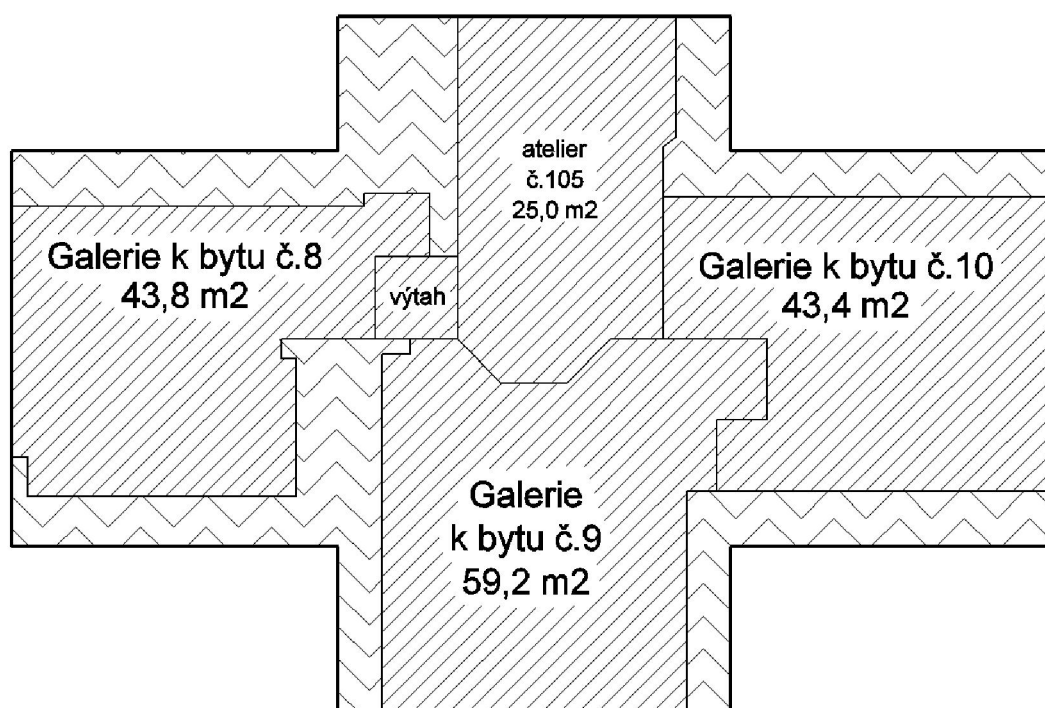 atelier
č.105
25,0 m2
Galerie k bytu č.8
43,8 m2
výtah
Galerie k bytu č.10
43,4 m2
Galerie
k bytu č.9
59,2 m2